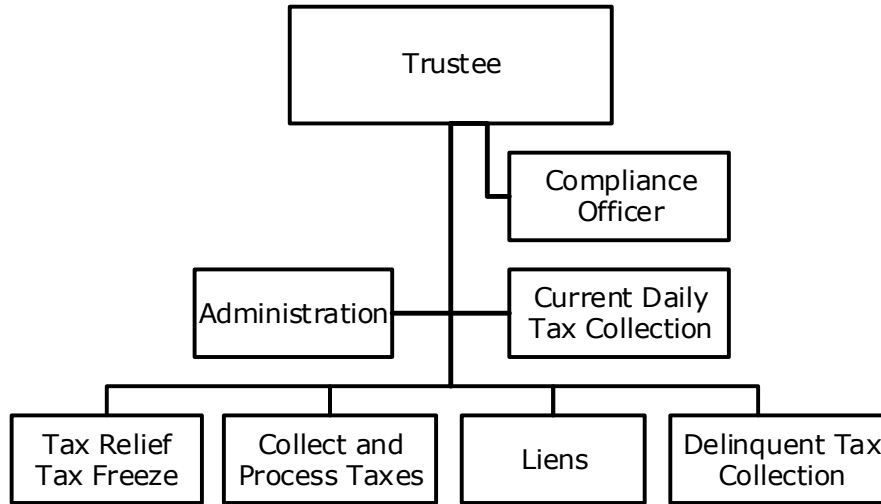 Trustee
Compliance
Officer
Administration
Current Daily
Tax Collection
Tax Relief
Tax Freeze
Collect and
Process Taxes
Liens
Delinquent Tax
Collection